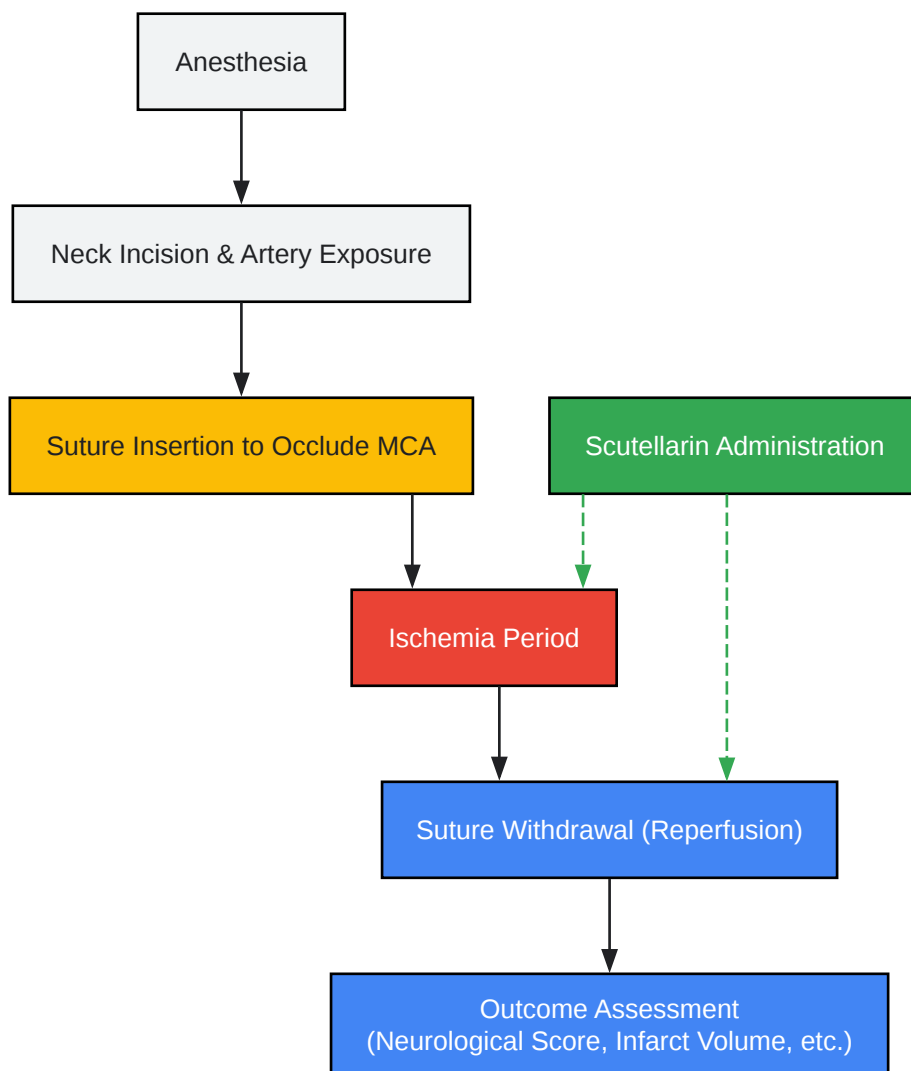 Anesthesia
Neck Incision & Artery Exposure
Suture Insertion to Occlude MCA
Scutellarin Administration
Ischemia Period
Suture Withdrawal (Reperfusion)
Outcome Assessment
(Neurological Score, Infarct Volume, etc.)